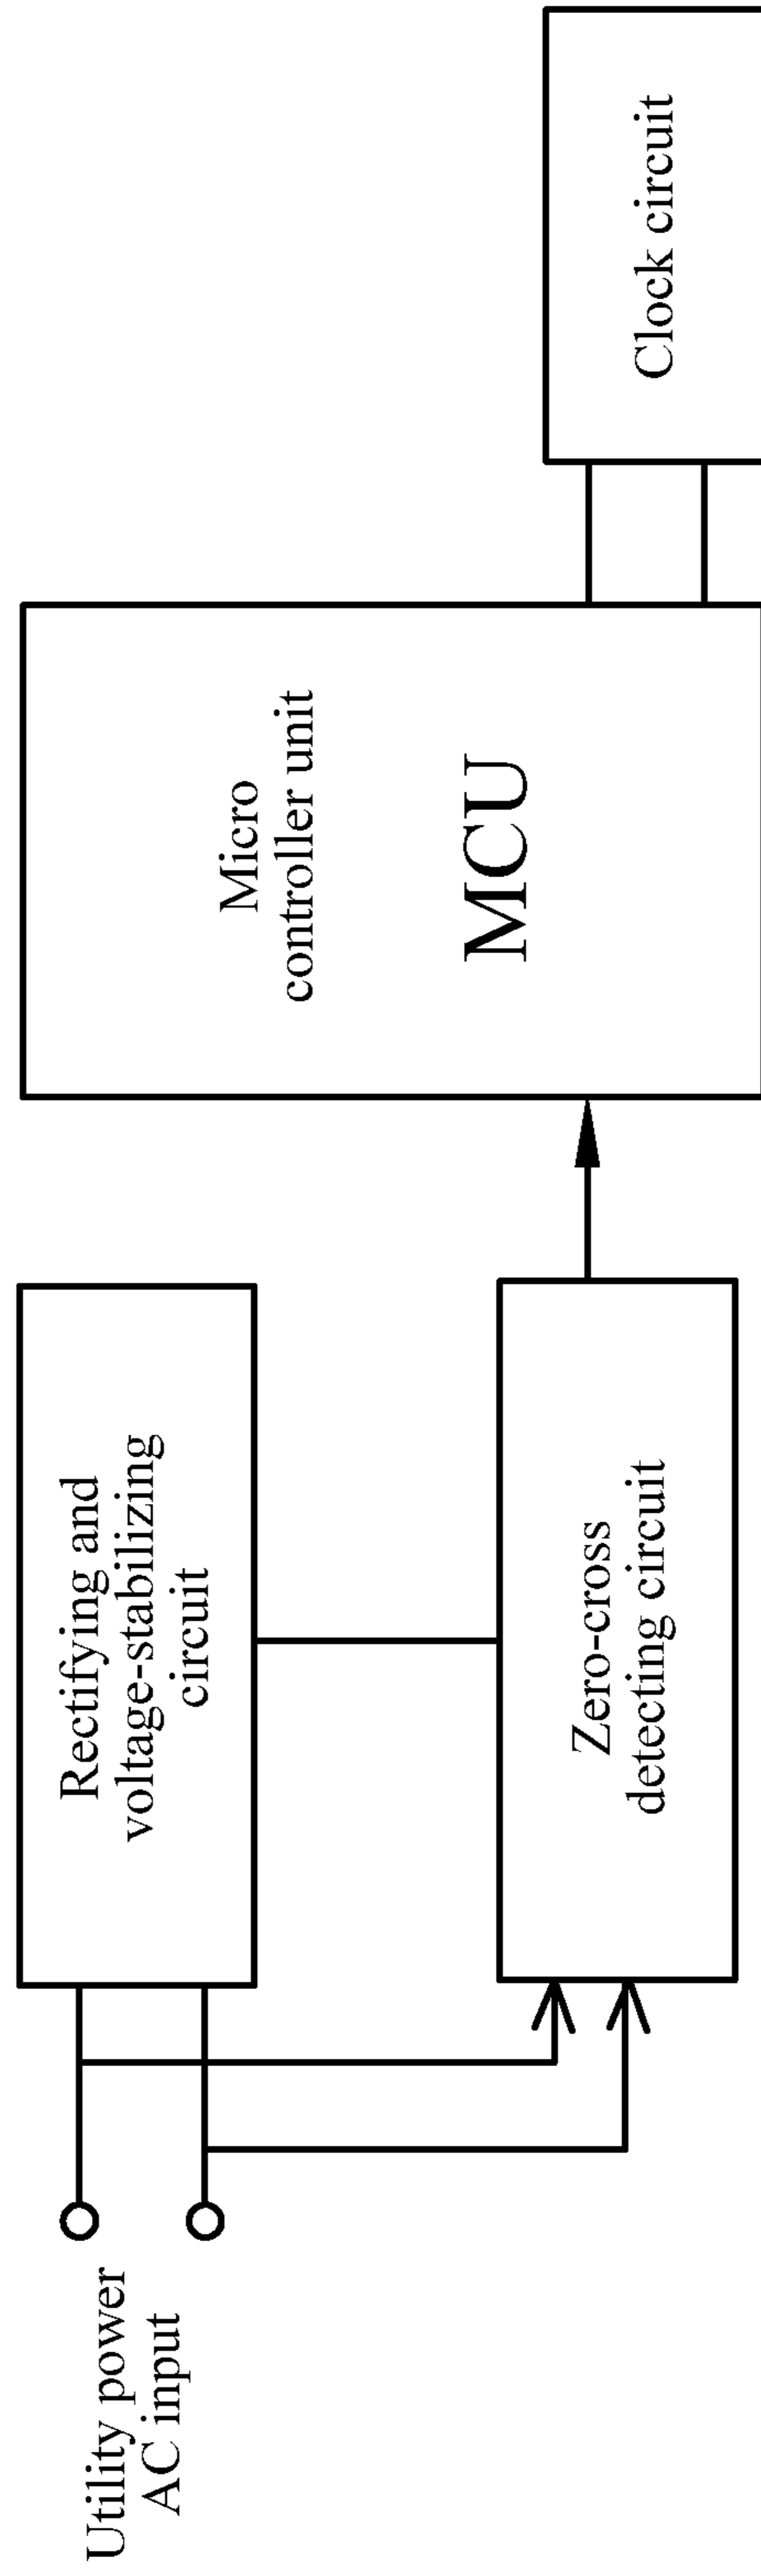 Utility power
AC input
Rectifying and
voltage-stabilizing
circuit
Zero-cross
detecting circuit
Micro
controller unit
MCU
Clock circuit